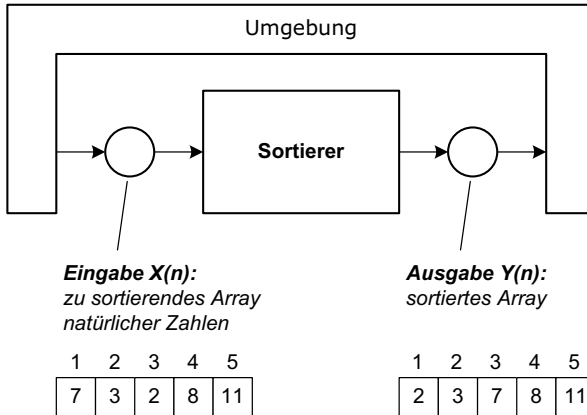 Umgebung
Sortierer
Eingabe X(n):
zu sortierendes Array
natürlicher Zahlen
Ausgabe Y(n):
sortiertes Array
1 2 3 4 5
7 3 2 8 11
1 2 3 4 5
2 3 7 8 11